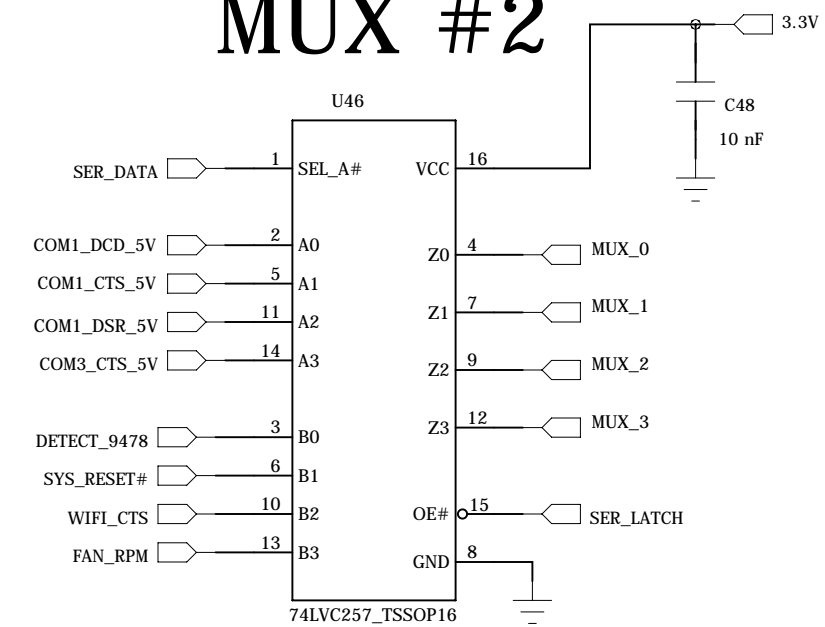 MUX #2
3.3V
U46
C48
10 nF
SER_DATA 1 SEL_A# VCC 16
COM1_DCD_5V 2 A0
Z0 4 MUX_0
COM1_CTS_5V 5 A1
Z1 7 MUX_1
COM1_DSR_5V 11 A2
COM3_CTS_5V 14 A3
Z2 9 MUX_2
Z3 12 MUX_3
DETECT_9478 3 B0
SYS_RESET# 6 B1
WIFI_CTS 10 B2 OE# 15 SER_LATCH
FAN_RPM 13 B3
GND 8
74LVC257_TSSOP16